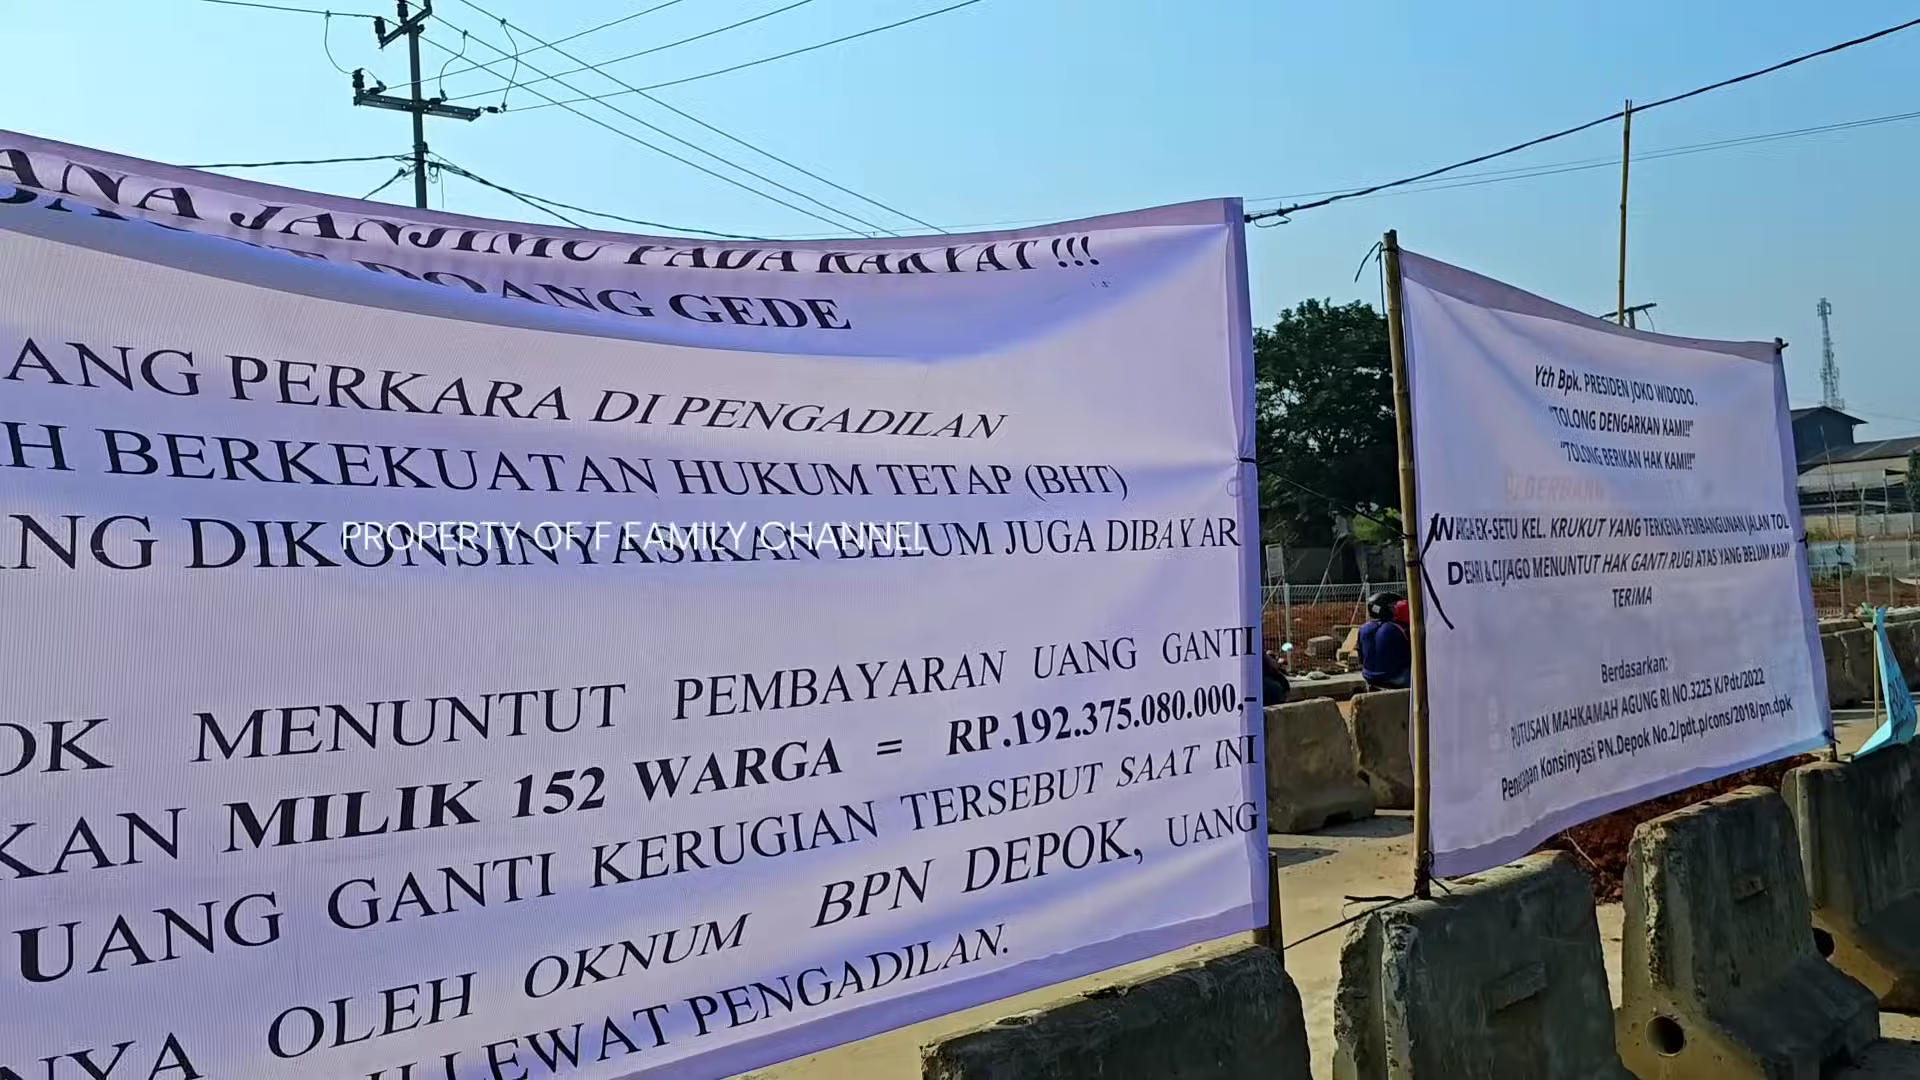 ANA JANJIMU PADA RAKYAT !!!
DOANG GEDE
ANG PERKARA DI PENGADILAN
H BERKEKUATAN HUKUM TETAP (BHT)
NG DIKONSINYASIKAN BELUM JUGA DIBAYAR
OK MENUNTUT PEMBAYARAN UANG GANTI
KAN MILIK 152 WARGA = RP.192.375.080.000,-
UANG GANTI KERUGIAN TERSEBUT SAAT INI
OLEH OKNUM BPN DEPOK, UANG
NYA LEWAT PENGADILAN.
PROPERTY OF F FAMILY CHANNEL
Yth Bpk. PRESIDEN JOKO WIDODO.
"TOLONG DENGARKAN KAMI!!!"
"TOLONG BERIKAN HAK KAMI!!!"
WARGA EX-SETU KEL. KRUKUT YANG TERKENA PEMBANGUNAN JALAN TOL
DESARI & CIJAGO MENUNTUT HAK GANTI RUGI ATAS YANG BELUM KAMI
TERIMA
Berdasarkan:
PUTUSAN MAHKAMAH AGUNG RI NO.3225 K/Pdt/2022
Penetapan Konsinyasi PN.Depok No.2/pdt.p/cons/2018/pn.dpk